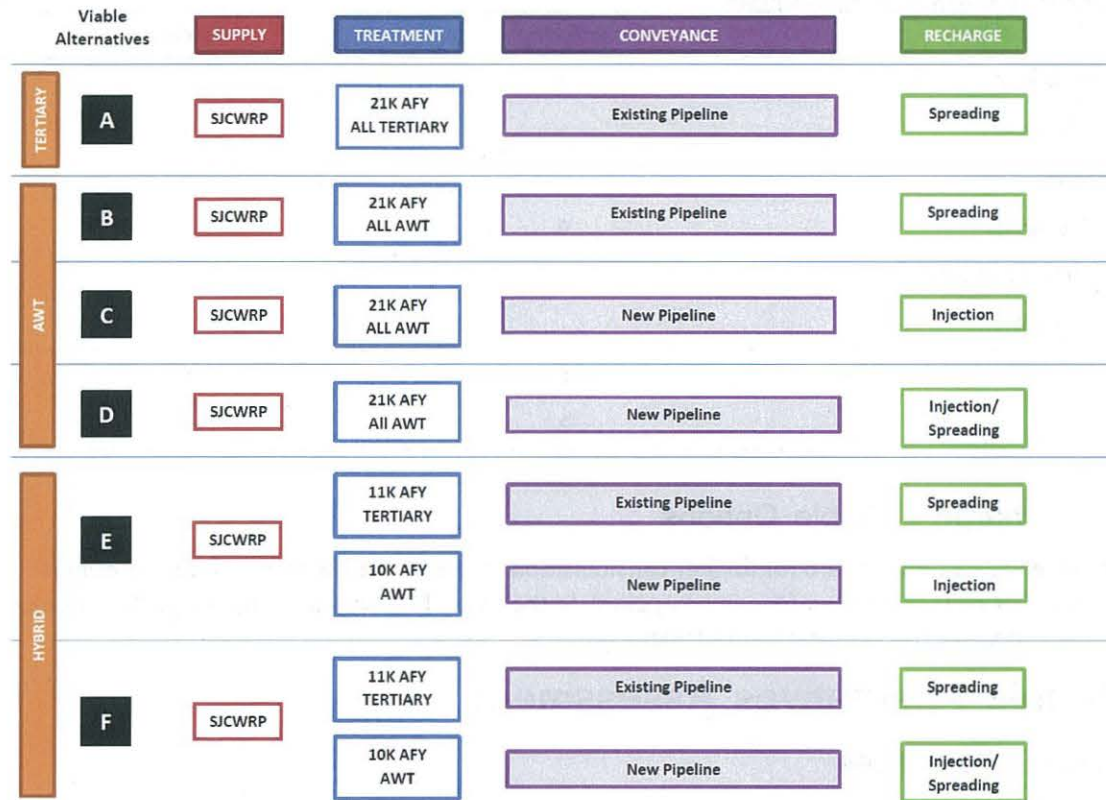 Viable
Alternatives
SUPPLY
TREATMENT
CONVEYANCE
RECHARGE
TERTIARY
A
SJCWRP
21K AFY
ALL TERTIARY
Existing Pipeline
Spreading
AWT
B
SJCWRP
21K AFY
ALL AWT
Existing Pipeline
Spreading
C
SJCWRP
21K AFY
ALL AWT
New Pipeline
Injection
D
SJCWRP
21K AFY
All AWT
New Pipeline
Injection/
Spreading
HYBRID
E
SJCWRP
11K AFY
TERTIARY
Existing Pipeline
Spreading
10K AFY
AWT
New Pipeline
Injection
F
SJCWRP
11K AFY
TERTIARY
Existing Pipeline
Spreading
10K AFY
AWT
New Pipeline
Injection/
Spreading